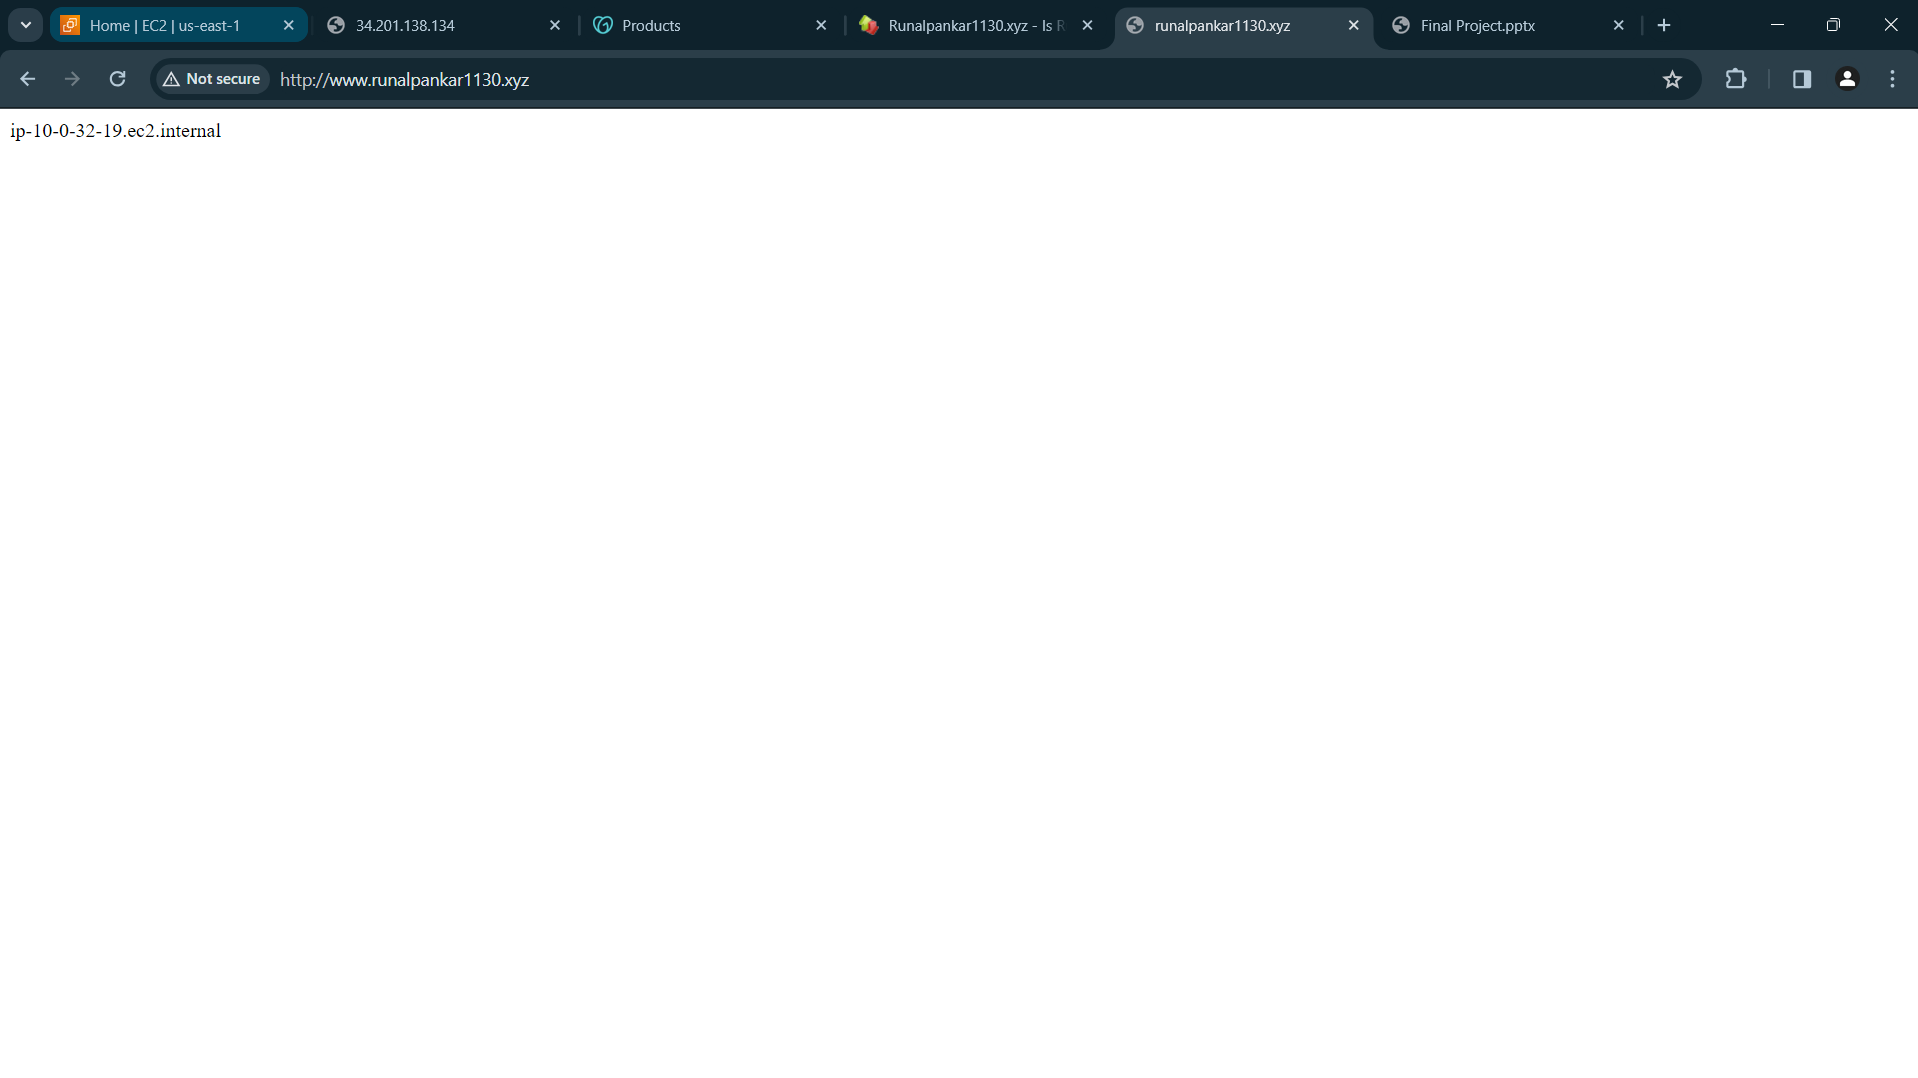 Home | EC2 | us-east-1
34.201.138.134
Products
Runalpankar1130.xyz - Is R
runalpankar1130.xyz
Final Project.pptx
Not secure
http://www.runalpankar1130.xyz
ip-10-0-32-19.ec2.internal